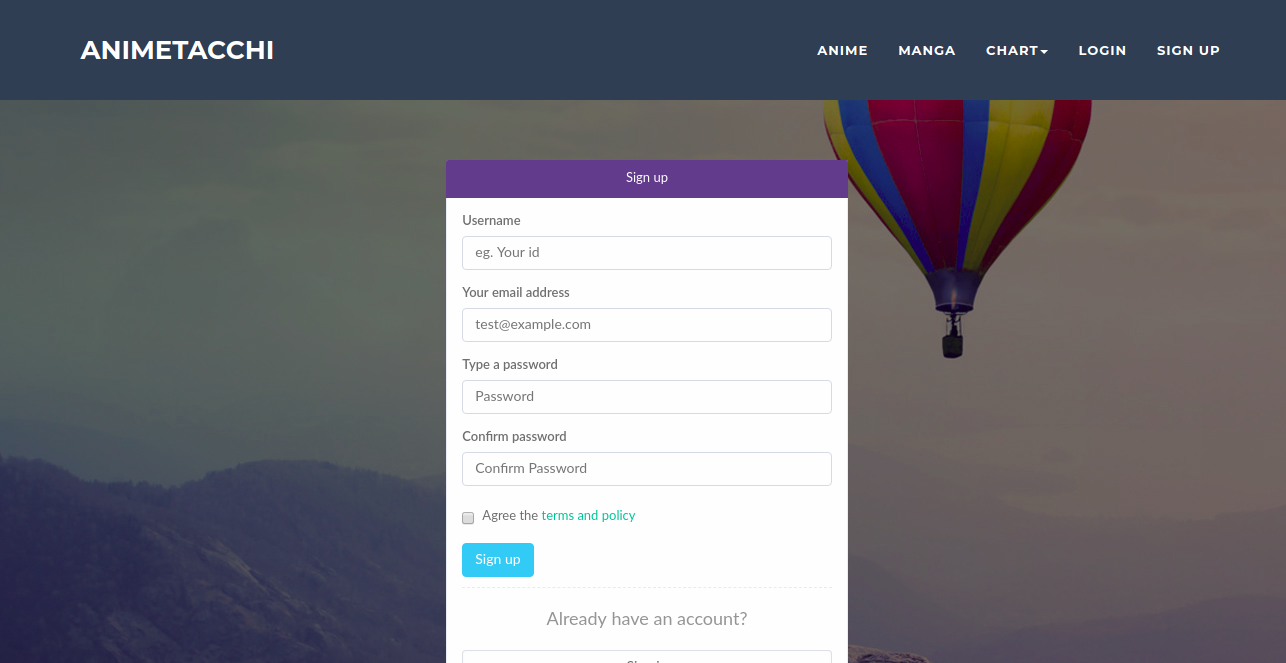 ANIMETACCHI
ANIME MANGA CHART LOGIN SIGN UP
Sign up
Username
eg. Your id
Your email address
test@example.com
Type a password
Password
Confirm password
Confirm Password
Agree the terms and policy
Sign up
Already have an account?